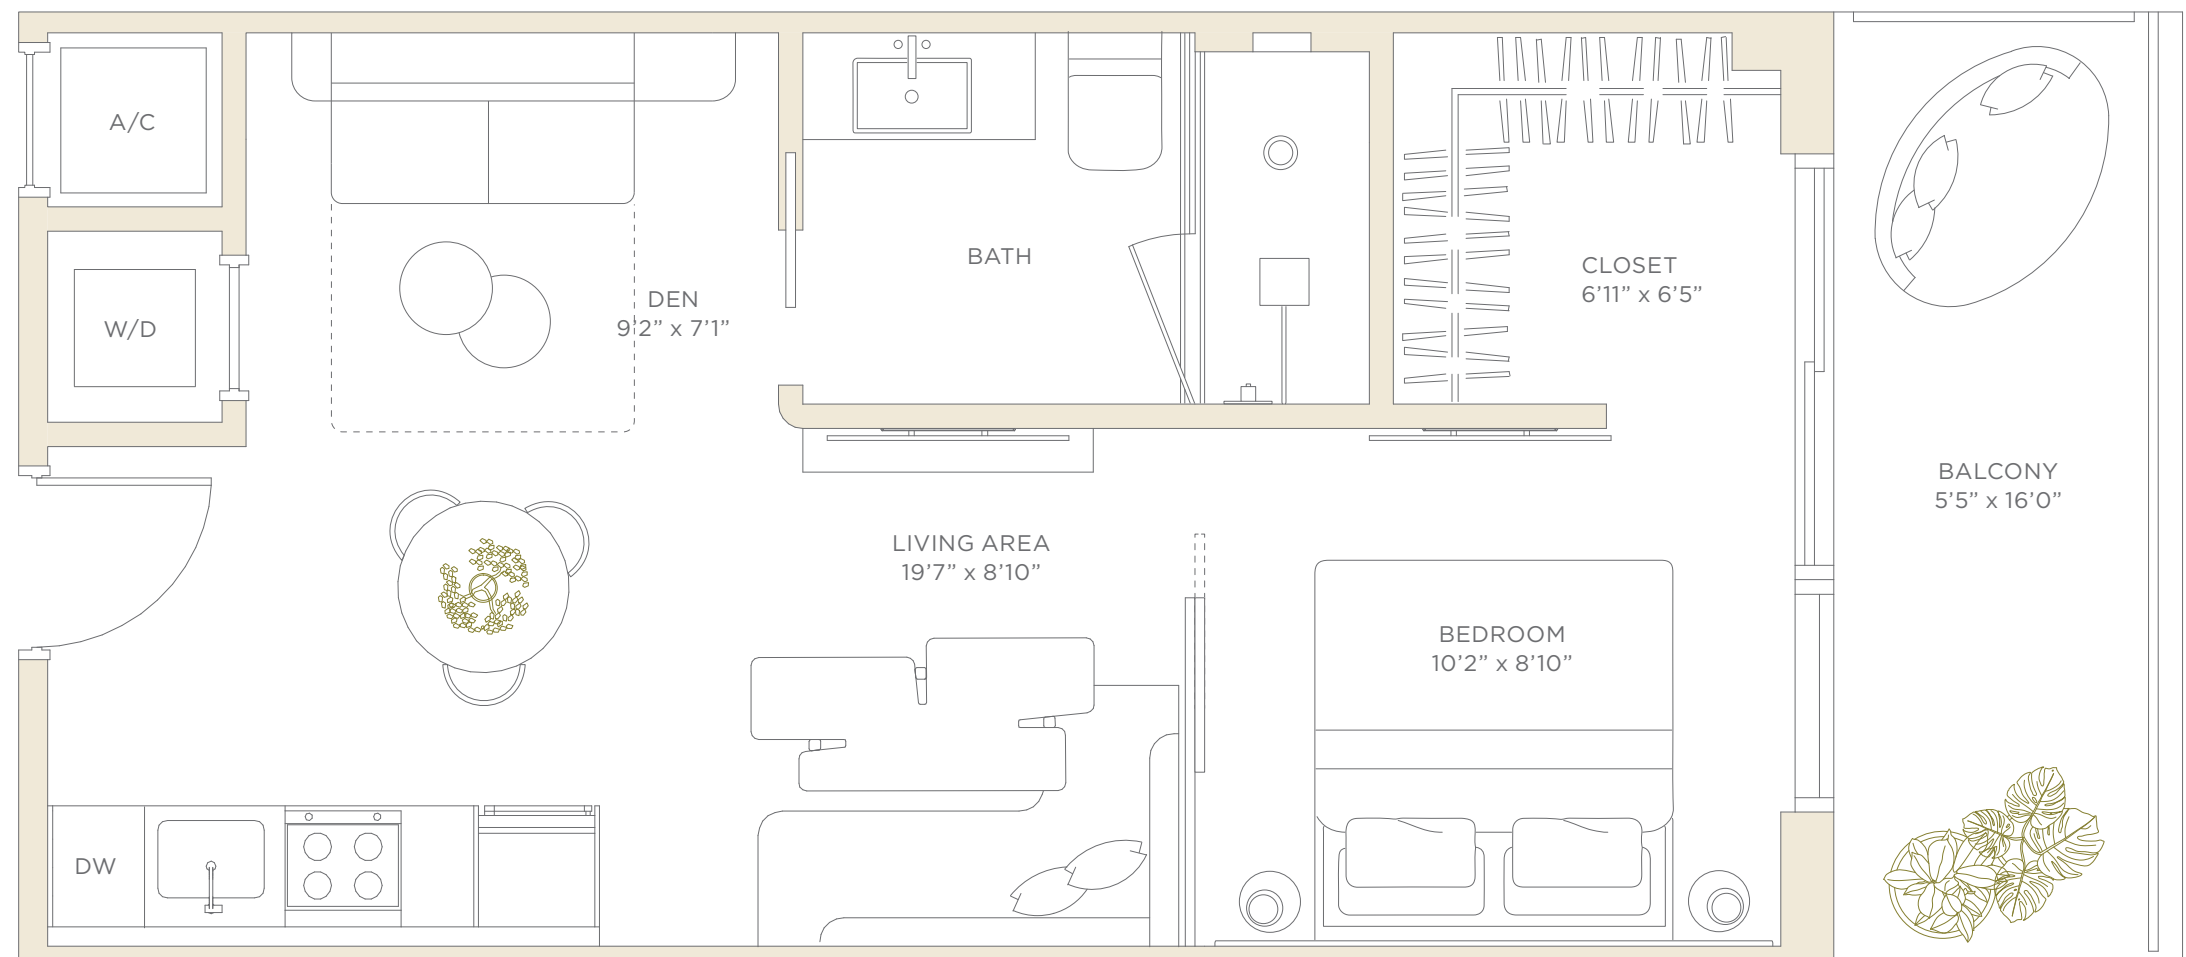 A/C
W/D
DEN
9’2” x 7’1”
BATH
CLOSET
6’11” x 6’5”
BALCONY
5’5” x 16’0”
LIVING AREA
19’7” x 8’10”
BEDROOM
10’2” x 8’10”
DW